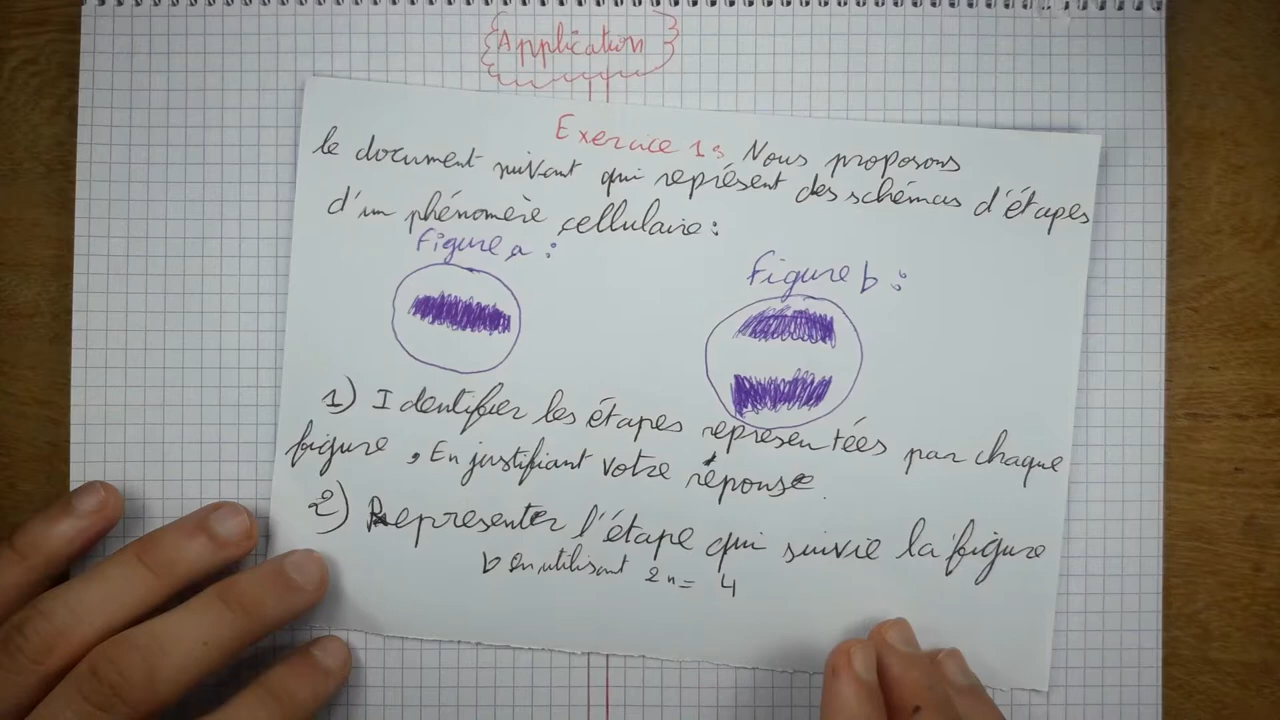 Application
Exercice 1: Nous proposons
le document suivant qui représent des schémas d'étapes
d'un phénomère cellulaire:
figure a:
figure b:
1) Identifier les étapes représentées par chaque
figure, En justifiant votre réponse.
2) Representer l'étape qui suivie la figure
b en utilisant 2n = 4